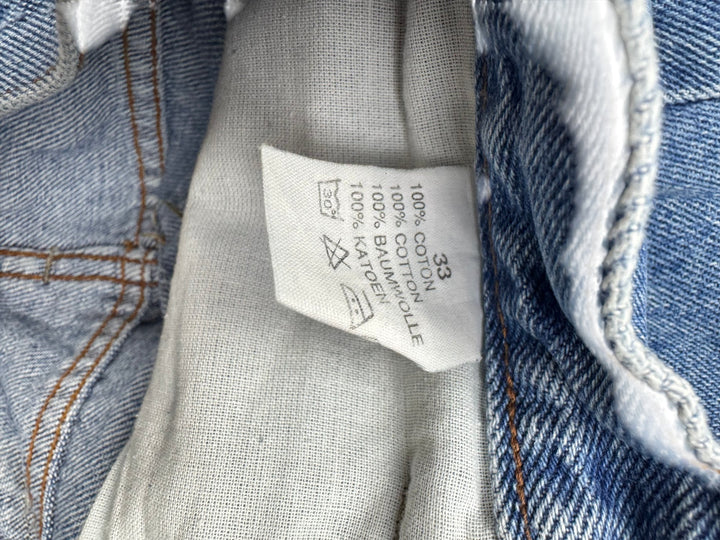 33
100% COTON
100% COTTON
100% BAUMWOLLE
100% KATOEN
30°